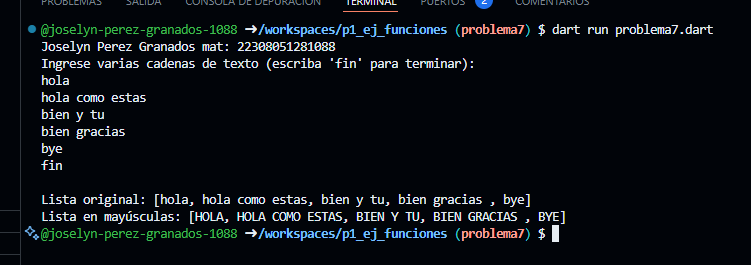 PROBLEMAS SALIDA CONSOLA DE DEPURACIÓN TERMINAL PUERTOS 2 COMENTARIOS
@joselyn-perez-granados-1088 ➜/workspaces/p1_ej_funciones (problema7) $ dart run problema7.dart
Joselyn Perez Granados mat: 22308051281088
Ingrese varias cadenas de texto (escriba 'fin' para terminar):
hola
hola como estas
bien y tu
bien gracias
bye
fin
Lista original: [hola, hola como estas, bien y tu, bien gracias , bye]
Lista en mayúsculas: [HOLA, HOLA COMO ESTAS, BIEN Y TU, BIEN GRACIAS , BYE]
@joselyn-perez-granados-1088 ➜/workspaces/p1_ej_funciones (problema7) $